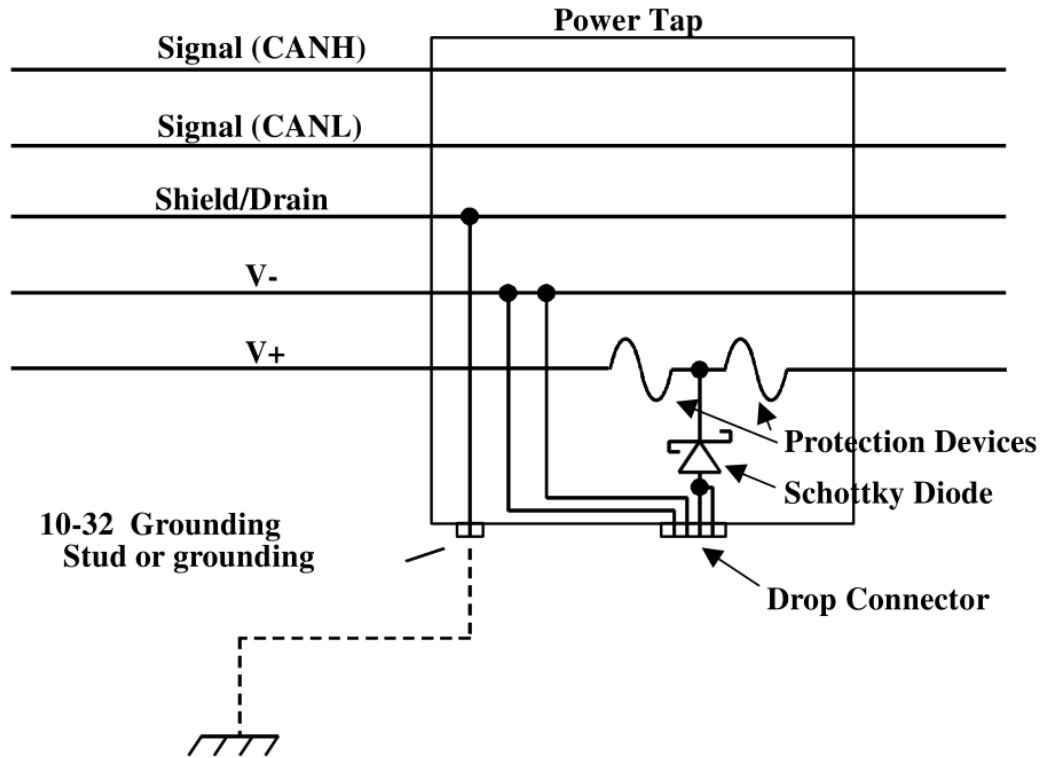 Power Tap
Signal (CANH)
Signal (CANL)
Shield/Drain
V-
V+
Protection Devices
Schottky Diode
10-32 Grounding
Stud or grounding
Drop Connector